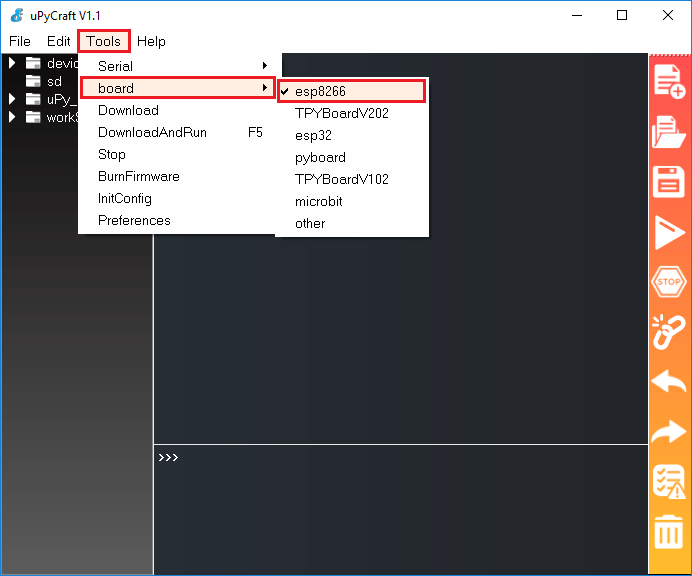 uPyCraft V1.1
File Edit Tools Help
Serial
board
Download
DownloadAndRun F5
Stop
BurnFirmware
InitConfig
Preferences
esp8266
TPYBoardV202
esp32
pyboard
TPYBoardV102
microbit
other
devic
sd
uPy_
workS
>>>
STOP